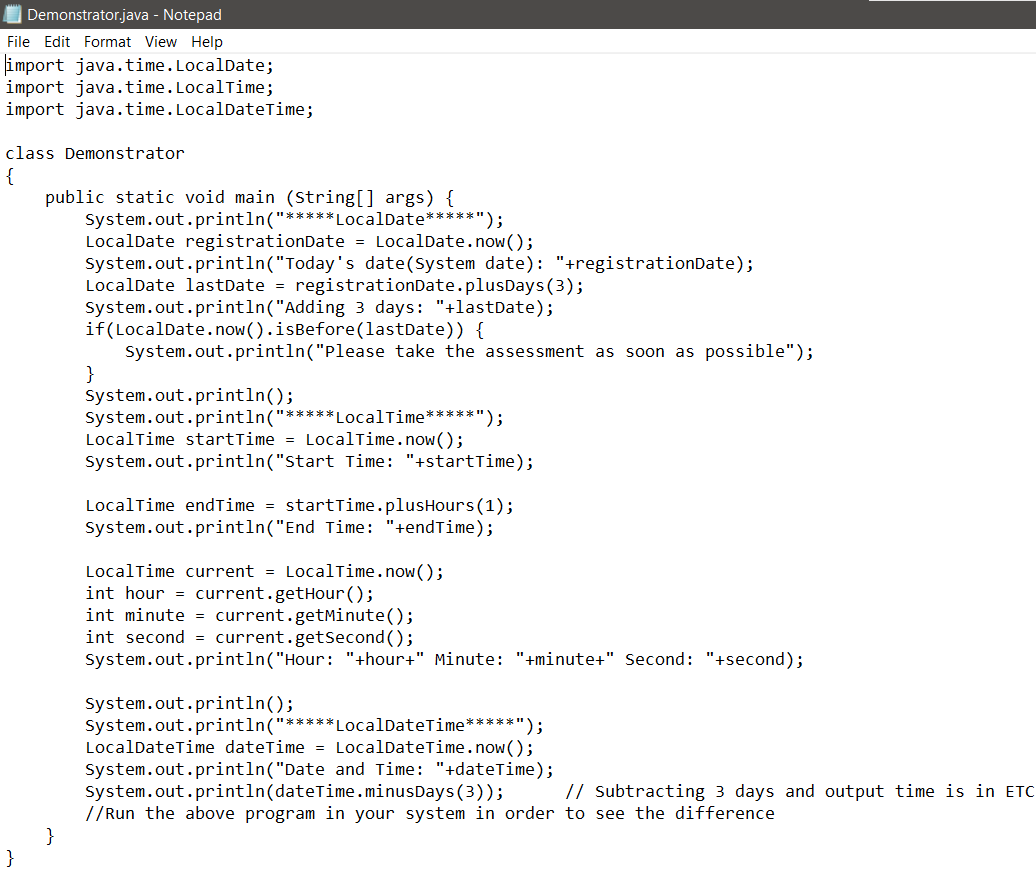 Demonstrator.java - Notepad
File Edit Format View Help
import java.time.LocalDate;
import java.time.LocalTime;
import java.time.LocalDateTime;

class Demonstrator
{
    public static void main (String[] args) {
        System.out.println("*****LocalDate*****");
        LocalDate registrationDate = LocalDate.now();
        System.out.println("Today's date(System date): "+registrationDate);
        LocalDate lastDate = registrationDate.plusDays(3);
        System.out.println("Adding 3 days: "+lastDate);
        if(LocalDate.now().isBefore(lastDate)) {
            System.out.println("Please take the assessment as soon as possible");
        }
        System.out.println();
        System.out.println("*****LocalTime*****");
        LocalTime startTime = LocalTime.now();
        System.out.println("Start Time: "+startTime);

        LocalTime endTime = startTime.plusHours(1);
        System.out.println("End Time: "+endTime);

        LocalTime current = LocalTime.now();
        int hour = current.getHour();
        int minute = current.getMinute();
        int second = current.getSecond();
        System.out.println("Hour: "+hour+" Minute: "+minute+" Second: "+second);

        System.out.println();
        System.out.println("*****LocalDateTime*****");
        LocalDateTime dateTime = LocalDateTime.now();
        System.out.println("Date and Time: "+dateTime);
        System.out.println(dateTime.minusDays(3));      // Subtracting 3 days and output time is in ETC
        //Run the above program in your system in order to see the difference
    }
}